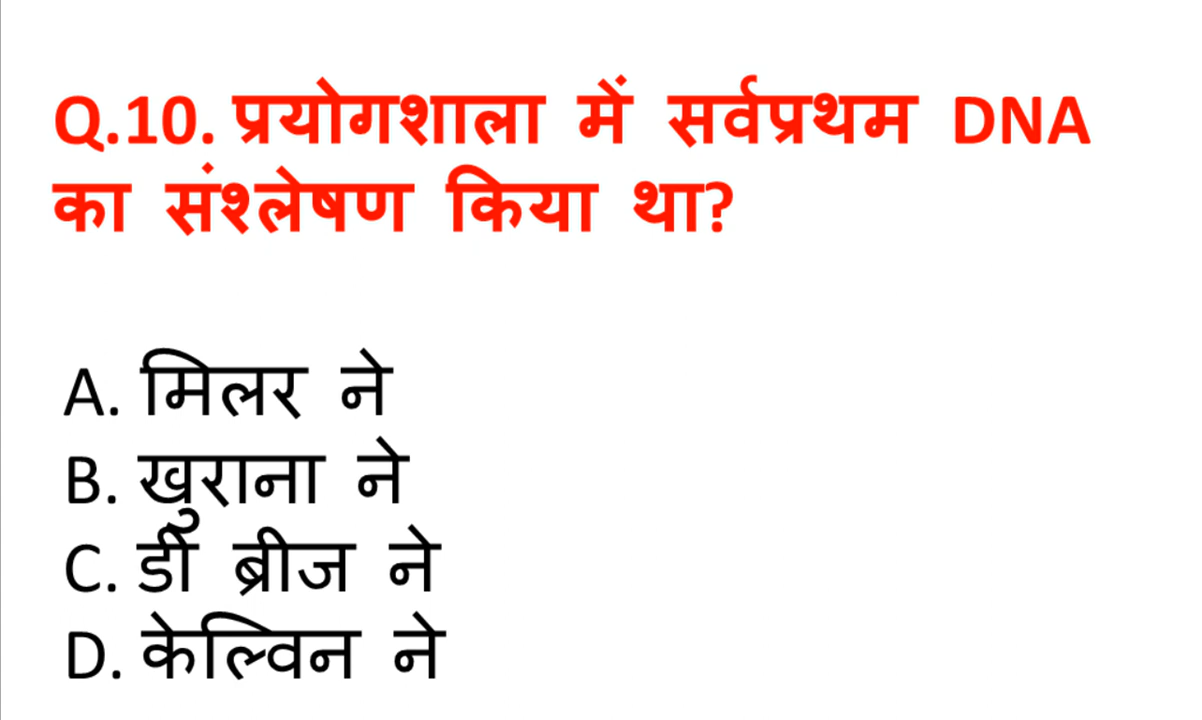 Q.10. प्रयोगशाला में सर्वप्रथम DNA
का संश्लेषण किया था?
A. मिलर ने
B. खुराना ने
C. डी ब्रीज ने
D. केल्विन ने